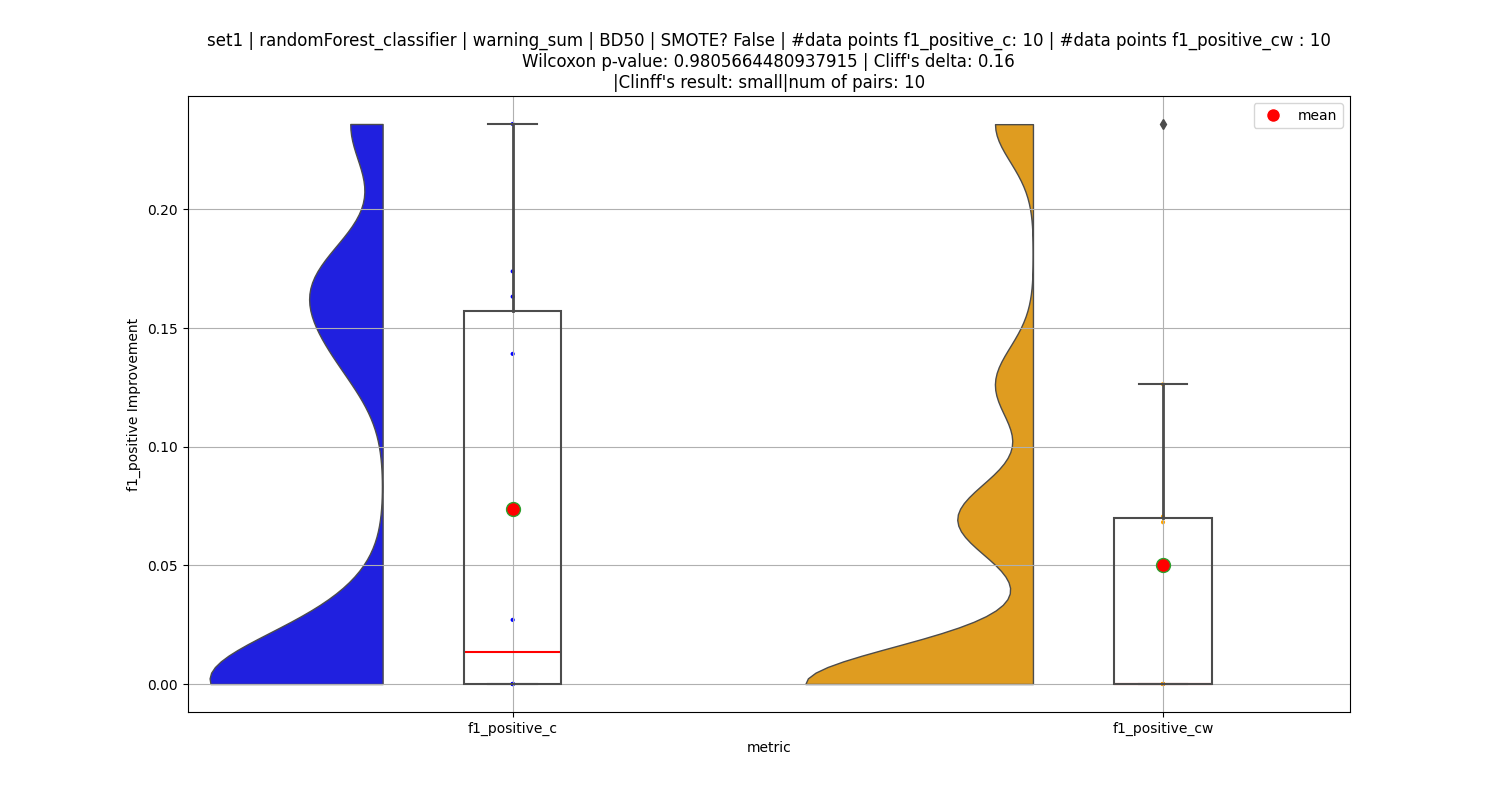 set1 | randomForest_classifier | warning_sum | BD50 | SMOTE? False | #data points f1_positive_c: 10 | #data points f1_positive_cw : 10
Wilcoxon p-value: 0.9805664480937915 | Cliff's delta: 0.16
|Clinff's result: small|num of pairs: 10
mean
f1_positive Improvement
0.20
0.15
0.10
0.05
0.00
f1_positive_c
f1_positive_cw
metric